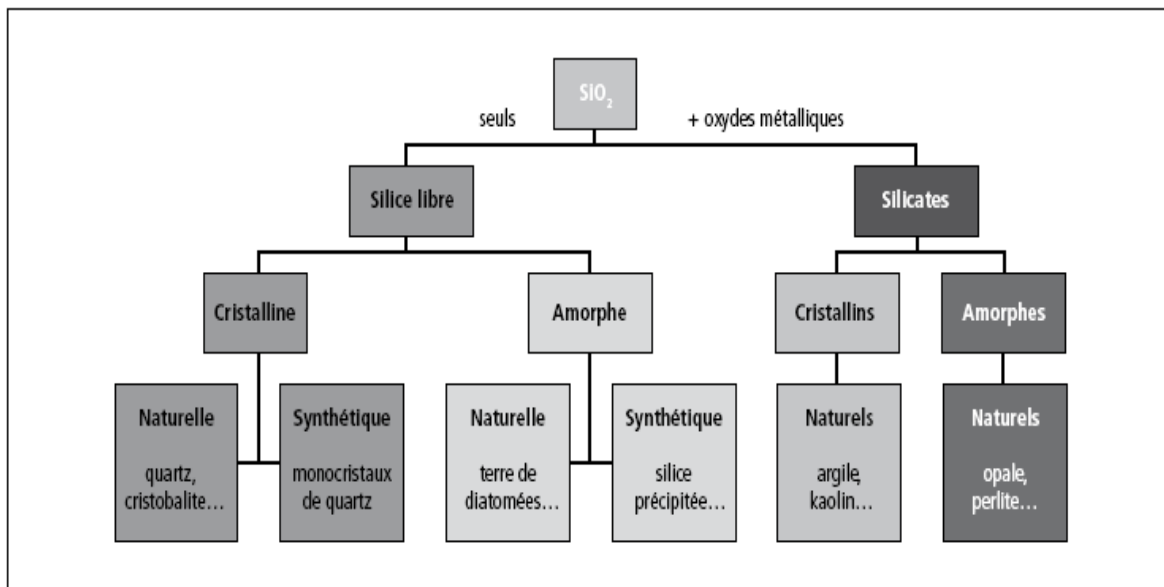 SIO₂
seuls
+ oxydes métalliques
Silice libre
Silicates
Cristalline
Amorphe
Cristallins
Amorphes
Naturelle
quartz,
cristobalite...
Synthétique
monocristaux
de quartz
Naturelle
terre de
diatomées...
Synthétique
silice
précipitée...
Naturels
argile,
kaolin...
Naturels
opale,
perlite...